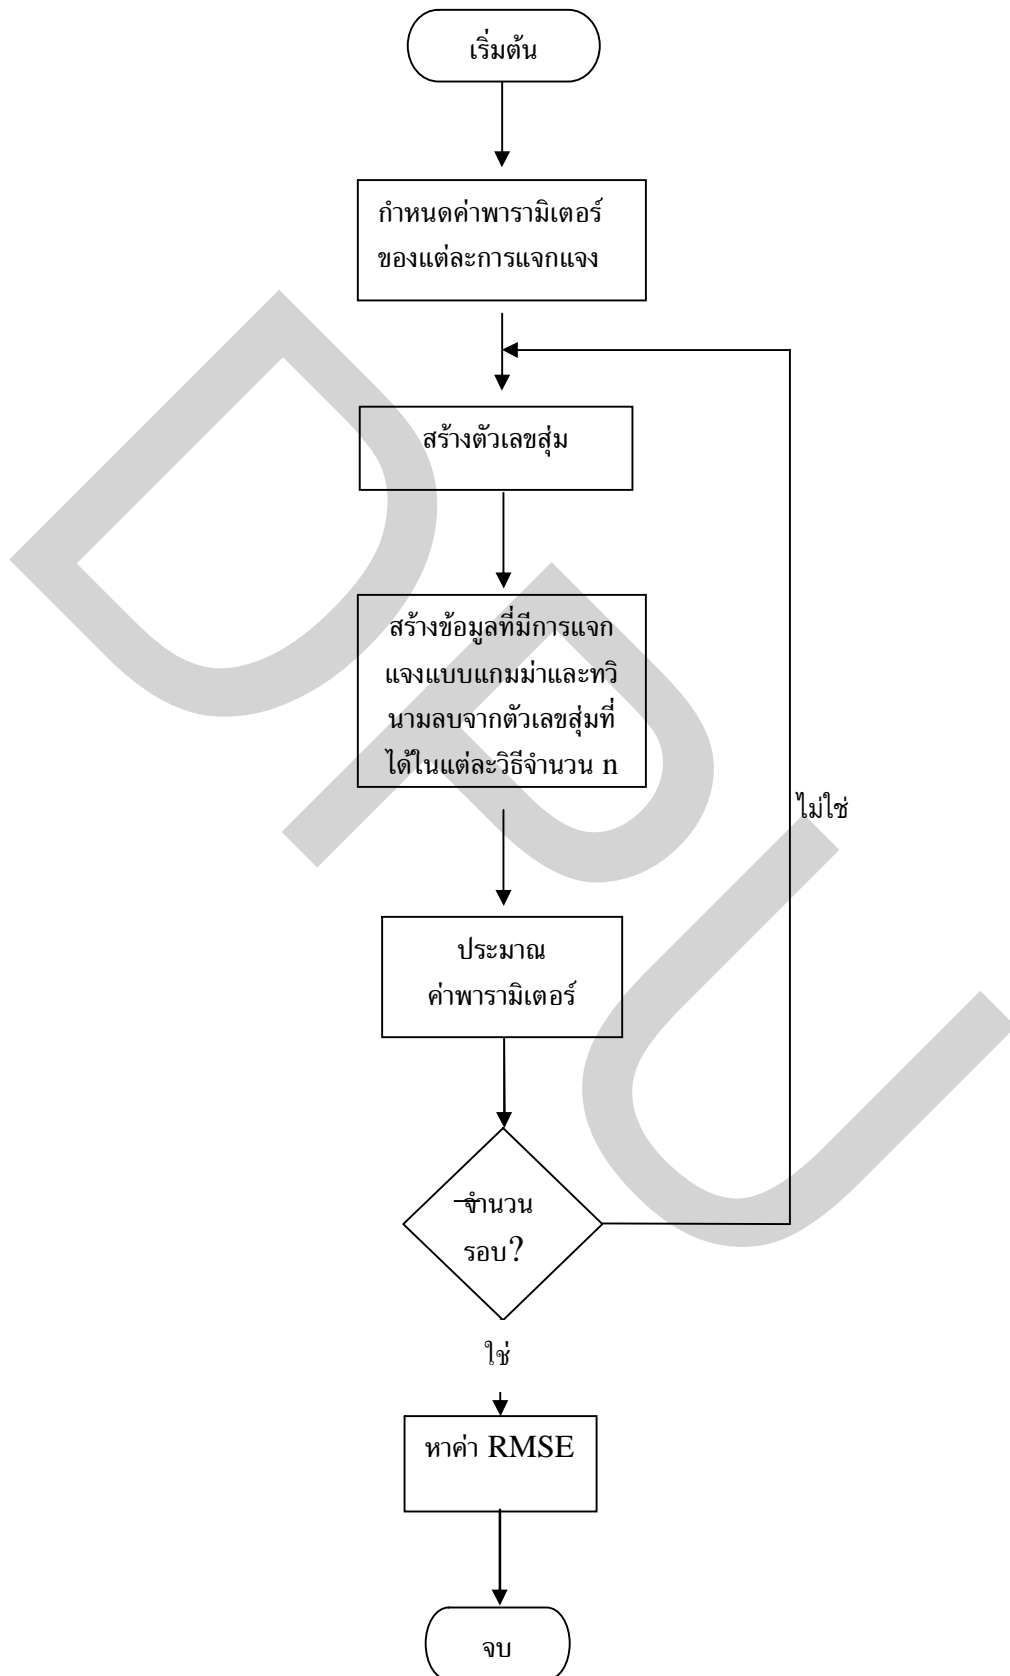 เริ่มต้น
กำหนดค่าพารามิเตอร์
ของแต่ละการแจกแจง
สร้างตัวเลขสุ่ม
สร้างข้อมูลที่มีการแจก
แจงแบบแกมม่าและทวิ
นามลบจากตัวเลขสุ่มที่
ได้ในแต่ละวิธีจำนวน n
ไม่ใช่
ประมาณ
ค่าพารามิเตอร์
จำนวน
รอบ?
ใช่
หาค่า RMSE
จบ
DPU